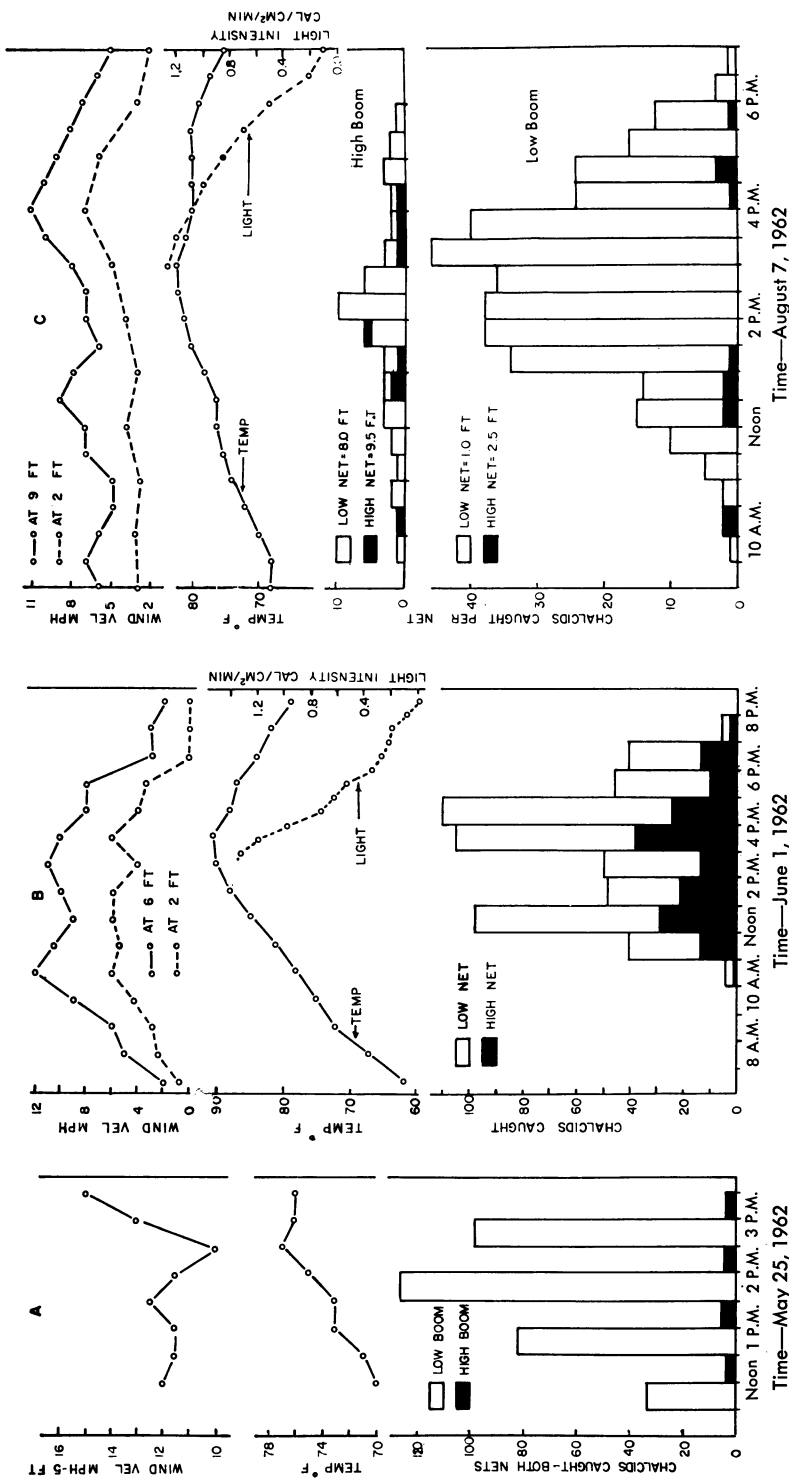 A
16
14
12
10
WIND VEL MPH-5 FT
78
74
70
TEMP °F
LOW BOOM
HIGH BOOM
120
100
80
60
40
20
0
CHALCIDS CAUGHT-BOTH NETS
Noon 1 P.M. 2 P.M. 3 P.M.
Time—May 25, 1962
B
12
8
4
0
WIND VEL MPH
AT 6 FT
AT 2 FT
90
80
70
60
TEMP °F
TEMP
LIGHT
1.2
0.8
0.4
0.0
LIGHT INTENSITY CAL/CM²/MIN
LOW NET
HIGH NET
100
80
60
40
20
0
CHALCIDS CAUGHT
8 A.M. 10 A.M. Noon 2 P.M. 4 P.M. 6 P.M. 8 P.M.
Time—June 1, 1962
C
AT 9 FT
AT 2 FT
11
8
5
2
WIND VEL MPH
80
70
TEMP °F
TEMP
LIGHT
1.2
0.8
0.4
0.0
LIGHT INTENSITY
CAL/CM²/MIN
High Boom
LOW NET=8.0 FT
HIGH NET=9.5 FT
10
0
Low Boom
LOW NET=1.0 FT
HIGH NET=2.5 FT
40
30
20
10
0
CHALCIDS CAUGHT PER NET
10 A.M. Noon 2 P.M. 4 P.M. 6 P.M.
Time—August 7, 1962